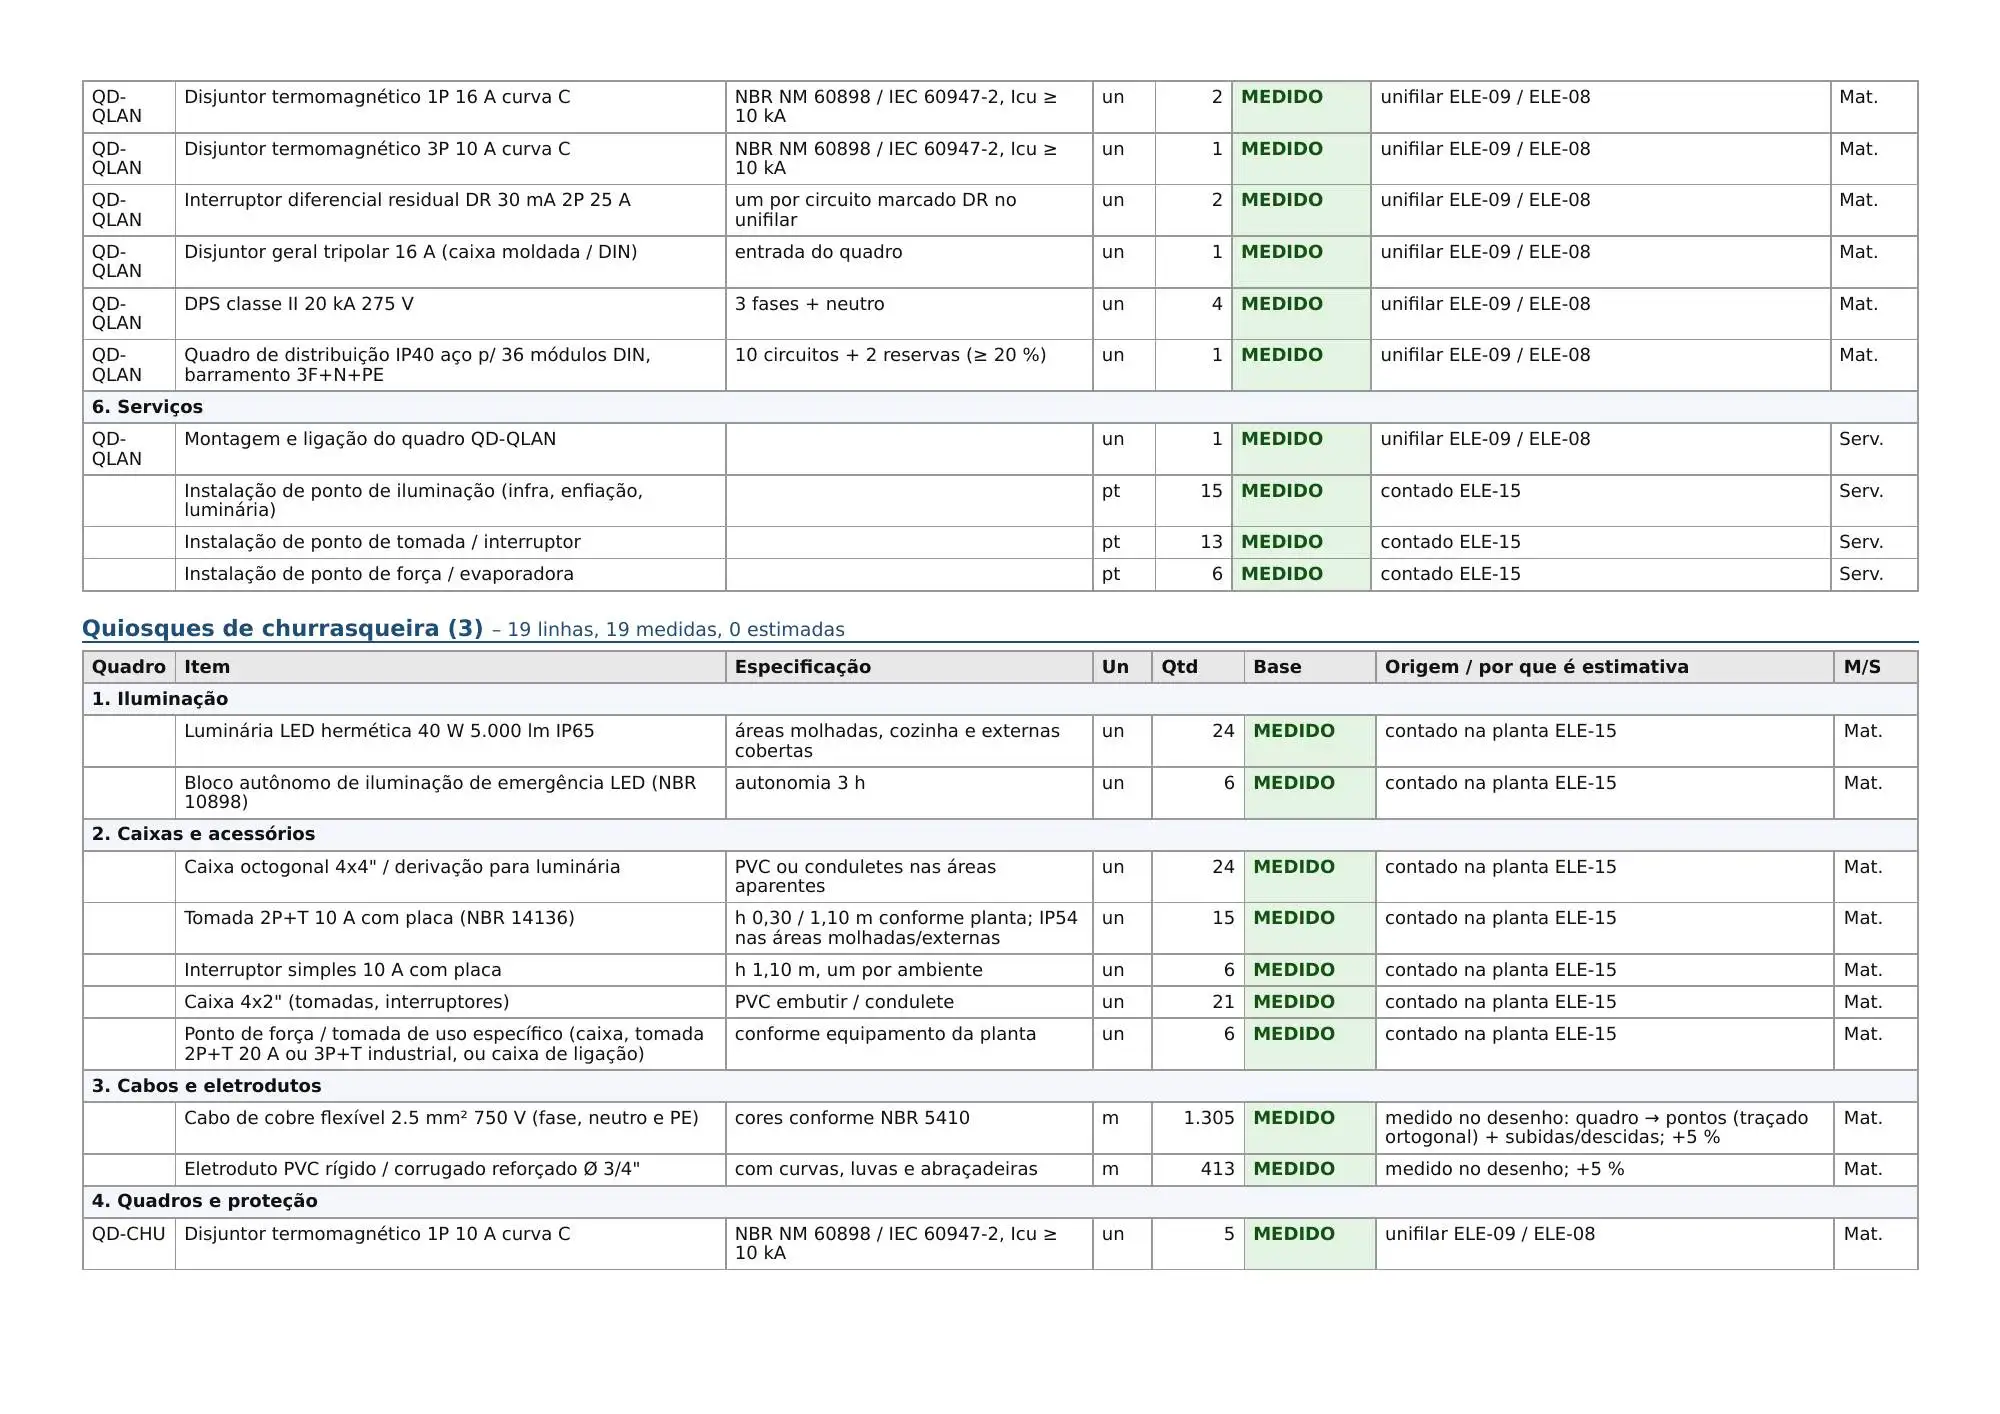 QD-QLAN Disjuntor termomagnético 1P 16 A curva C NBR NM 60898 / IEC 60947-2, Icu ≥ 10 kA un 2 MEDIDO unifilar ELE-09 / ELE-08 Mat.
QD-QLAN Disjuntor termomagnético 3P 10 A curva C NBR NM 60898 / IEC 60947-2, Icu ≥ 10 kA un 1 MEDIDO unifilar ELE-09 / ELE-08 Mat.
QD-QLAN Interruptor diferencial residual DR 30 mA 2P 25 A um por circuito marcado DR no unifilar un 2 MEDIDO unifilar ELE-09 / ELE-08 Mat.
QD-QLAN Disjuntor geral tripolar 16 A (caixa moldada / DIN) entrada do quadro un 1 MEDIDO unifilar ELE-09 / ELE-08 Mat.
QD-QLAN DPS classe II 20 kA 275 V 3 fases + neutro un 4 MEDIDO unifilar ELE-09 / ELE-08 Mat.
QD-QLAN Quadro de distribuição IP40 aço p/ 36 módulos DIN, barramento 3F+N+PE 10 circuitos + 2 reservas (≥ 20 %) un 1 MEDIDO unifilar ELE-09 / ELE-08 Mat.
6. Serviços
QD-QLAN Montagem e ligação do quadro QD-QLAN un 1 MEDIDO unifilar ELE-09 / ELE-08 Serv.
Instalação de ponto de iluminação (infra, enfiação, luminária) pt 15 MEDIDO contado ELE-15 Serv.
Instalação de ponto de tomada / interruptor pt 13 MEDIDO contado ELE-15 Serv.
Instalação de ponto de força / evaporadora pt 6 MEDIDO contado ELE-15 Serv.
Quiosques de churrasqueira (3) – 19 linhas, 19 medidas, 0 estimadas
Quadro Item Especificação Un Qtd Base Origem / por que é estimativa M/S
1. Iluminação
Luminária LED hermética 40 W 5.000 lm IP65 áreas molhadas, cozinha e externas cobertas un 24 MEDIDO contado na planta ELE-15 Mat.
Bloco autônomo de iluminação de emergência LED (NBR 10898) autonomia 3 h un 6 MEDIDO contado na planta ELE-15 Mat.
2. Caixas e acessórios
Caixa octogonal 4x4" / derivação para luminária PVC ou conduletes nas áreas aparentes un 24 MEDIDO contado na planta ELE-15 Mat.
Tomada 2P+T 10 A com placa (NBR 14136) h 0,30 / 1,10 m conforme planta; IP54 nas áreas molhadas/externas un 15 MEDIDO contado na planta ELE-15 Mat.
Interruptor simples 10 A com placa h 1,10 m, um por ambiente un 6 MEDIDO contado na planta ELE-15 Mat.
Caixa 4x2" (tomadas, interruptores) PVC embutir / condulete un 21 MEDIDO contado na planta ELE-15 Mat.
Ponto de força / tomada de uso específico (caixa, tomada 2P+T 20 A ou 3P+T industrial, ou caixa de ligação) conforme equipamento da planta un 6 MEDIDO contado na planta ELE-15 Mat.
3. Cabos e eletrodutos
Cabo de cobre flexível 2.5 mm² 750 V (fase, neutro e PE) cores conforme NBR 5410 m 1.305 MEDIDO medido no desenho: quadro → pontos (traçado ortogonal) + subidas/descidas; +5 % Mat.
Eletroduto PVC rígido / corrugado reforçado Ø 3/4" com curvas, luvas e abraçadeiras m 413 MEDIDO medido no desenho; +5 % Mat.
4. Quadros e proteção
QD-CHU Disjuntor termomagnético 1P 10 A curva C NBR NM 60898 / IEC 60947-2, Icu ≥ 10 kA un 5 MEDIDO unifilar ELE-09 / ELE-08 Mat.